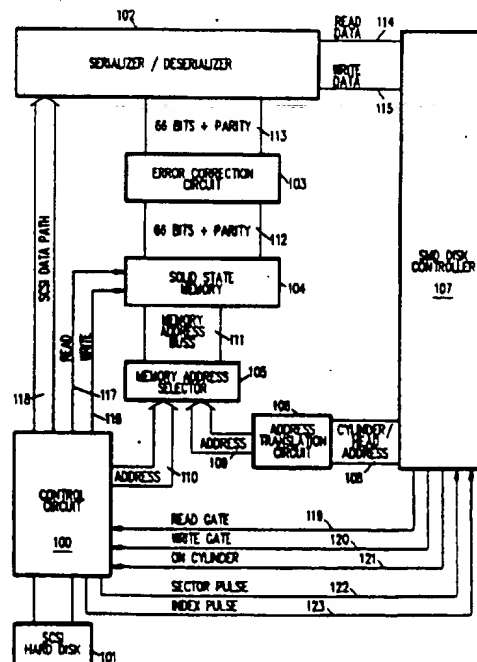 102
READ
DATA
114
SERIALIZER / DESERIALIZER
WRITE
DATA
115
66 BITS + PARITY
113
ERROR CORRECTION
CIRCUIT
103
66 BITS + PARITY
112
SMD DISK
CONTROLLER
107
SCSI DATA PATH
SOLID STATE
MEMORY
104
READ
WRITE
MEMORY
ADDRESS
BUSS
111
118
117
116
MEMORY ADDRESS
SELECTOR
105
ADDRESS
109
ADDRESS
TRANSLATION
CIRCUIT
CYLINDER/
HEAD
ADDRESS
108
ADDRESS
110
CONTROL
CIRCUIT
100
READ GATE
119
WRITE GATE
120
ON CYLINDER
121
SECTOR PULSE
122
INDEX PULSE
123
SCSI
HARD DISK
101